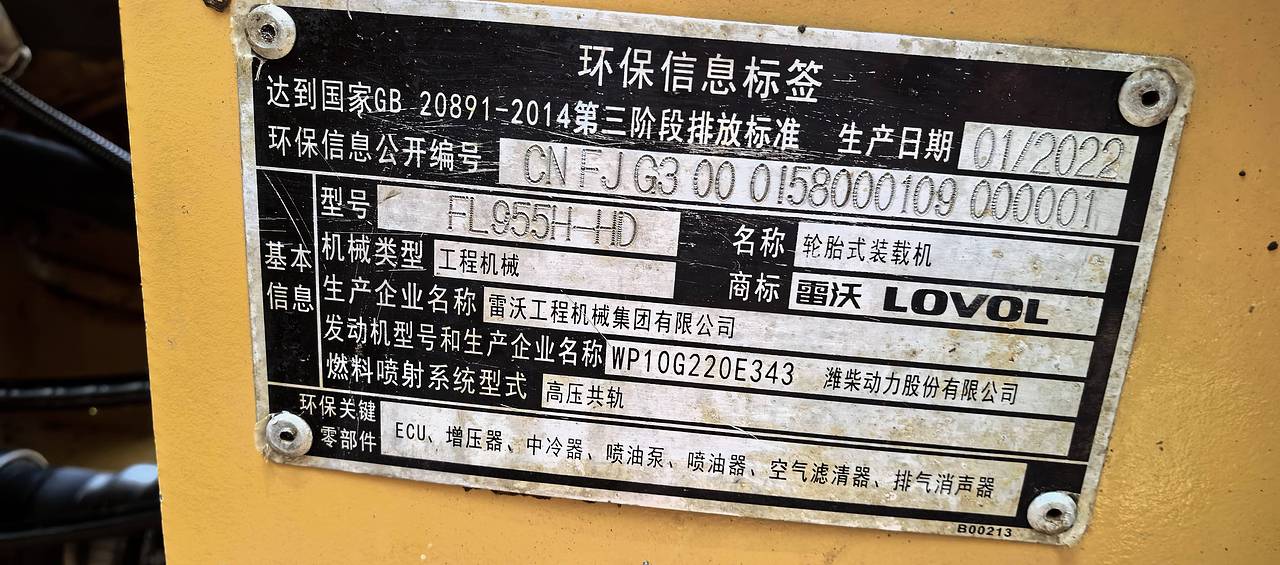 环保信息标签
达到国家GB 20891-2014第三阶段排放标准 生产日期 01/2022
环保信息公开编号 CN FJ G3 00 0158000109 000001
基本信息
型号 FL955H-HD 名称 轮胎式装载机
机械类型 工程机械 商标 雷沃 LOVOL
生产企业名称 雷沃工程机械集团有限公司
发动机型号和生产企业名称 WP10G220E343 潍柴动力股份有限公司
燃料喷射系统型式 高压共轨
环保关键零部件 ECU、增压器、中冷器、喷油泵、喷油器、空气滤清器、排气消声器
B00213